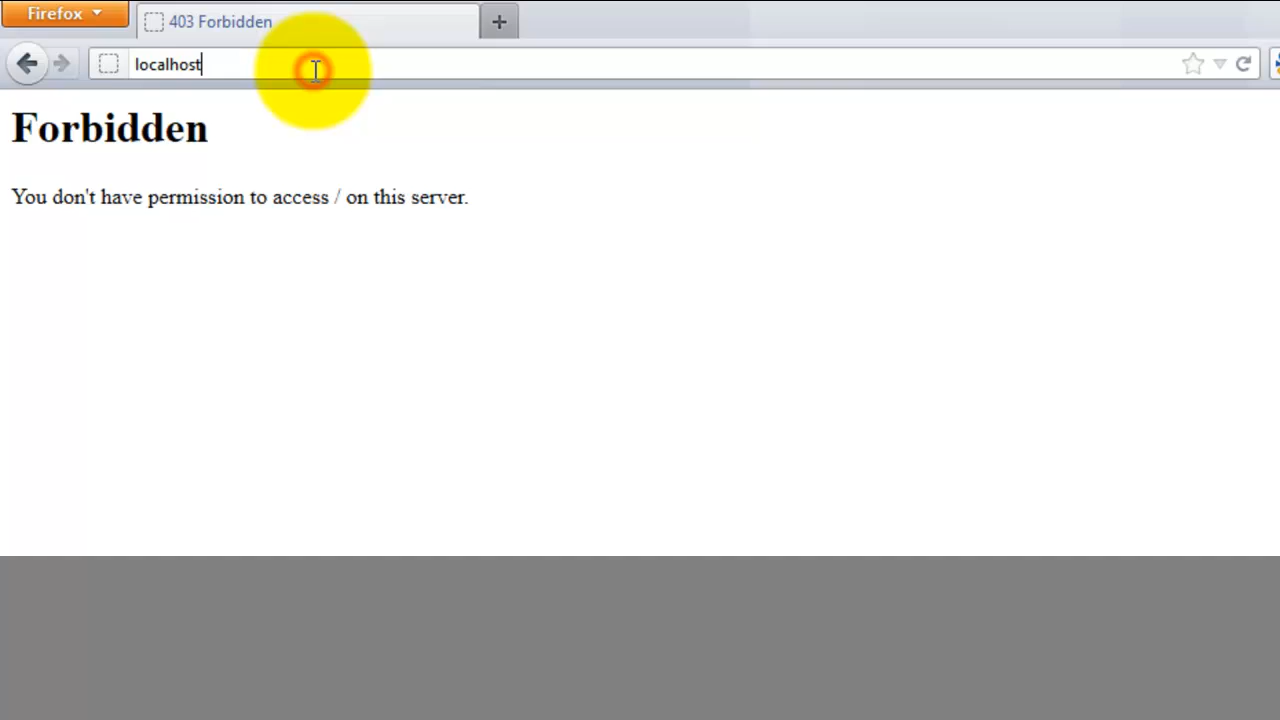 Firefox
403 Forbidden
localhost
Forbidden
You don't have permission to access / on this server.